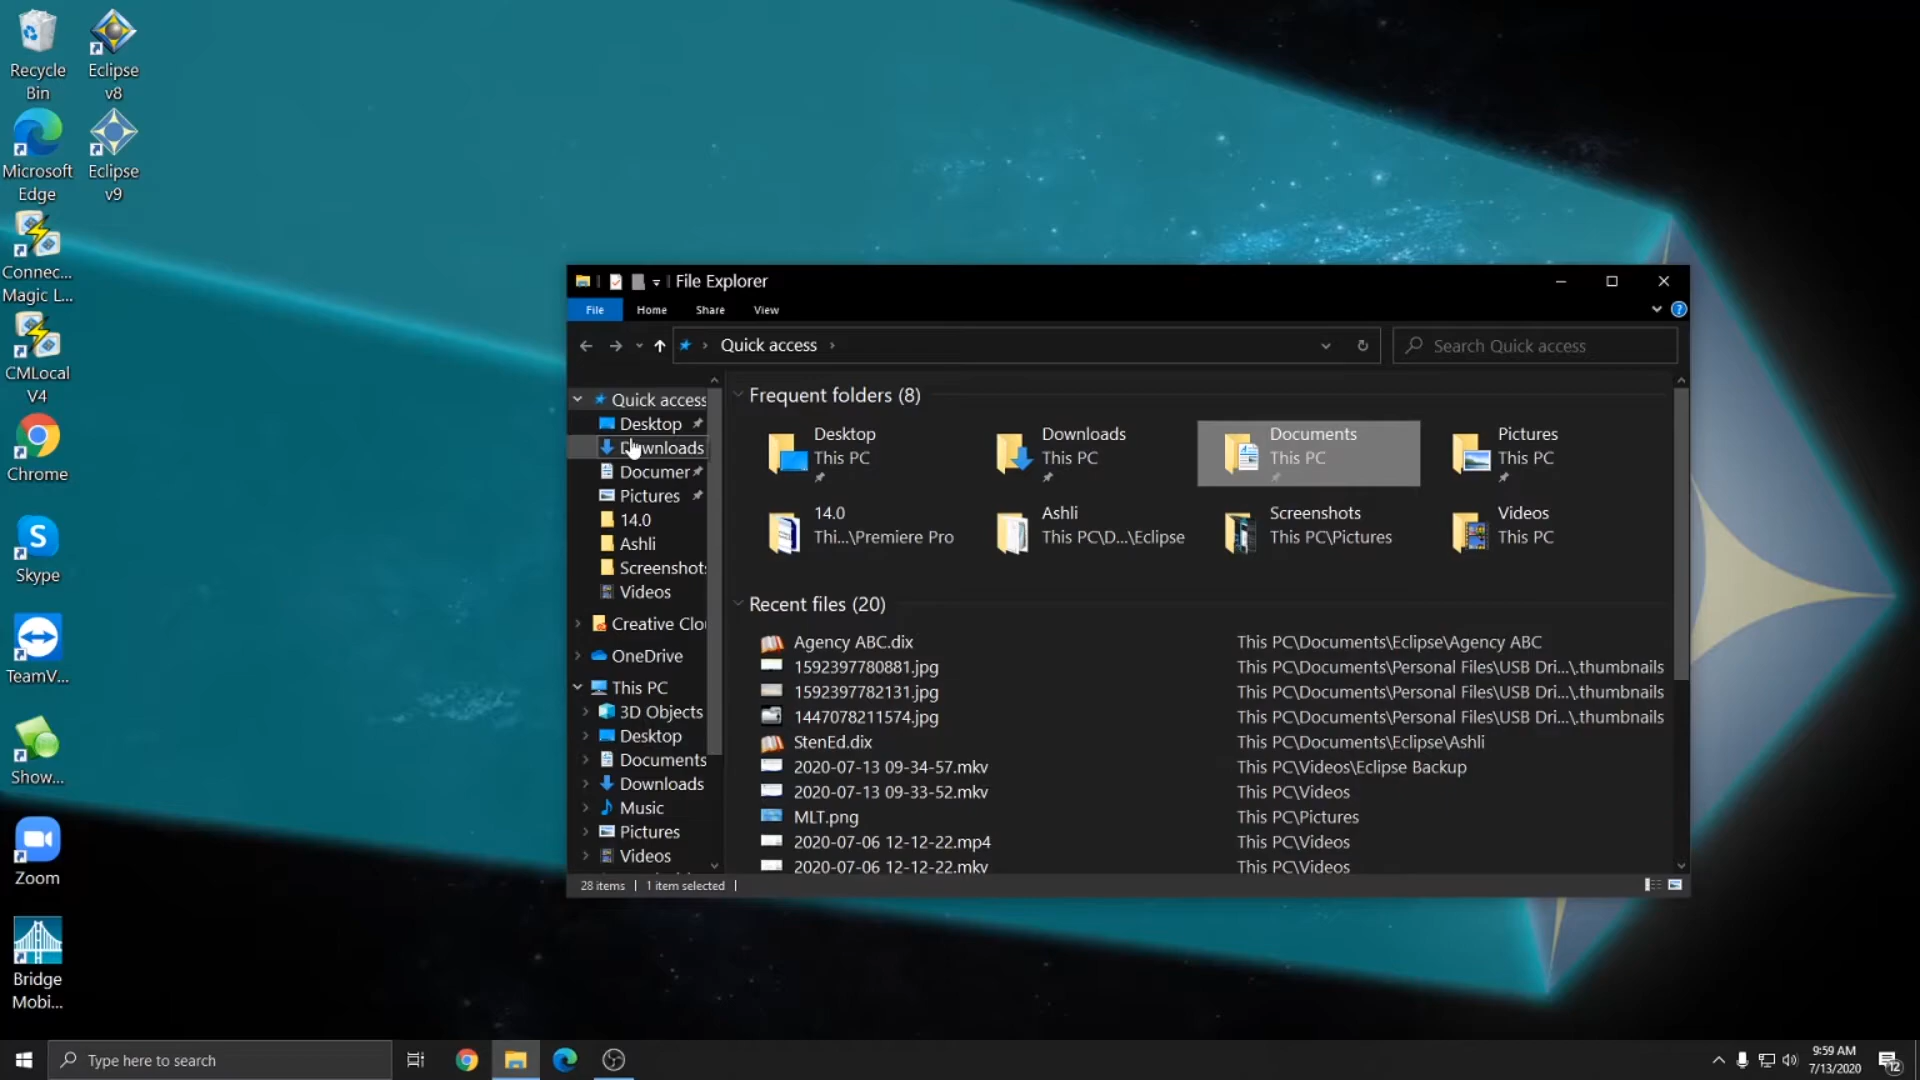 Recycle
Bin
Eclipse
v8
Microsoft
Edge
Eclipse
v9
Connec...
Magic L...
CMLocal
V4
Chrome
Skype
TeamV...
Show...
Zoom
Bridge
Mobi...
File Explorer
File Home Share View
Quick access
Search Quick access
Quick access
Desktop
Downloads
Documer
Pictures
14.0
Ashli
Screenshot
Videos
Creative Clo
OneDrive
This PC
3D Objects
Desktop
Documents
Downloads
Music
Pictures
Videos
Frequent folders (8)
Desktop
This PC
Downloads
This PC
Documents
This PC
Pictures
This PC
14.0
Thi...\Premiere Pro
Ashli
This PC\D...\Eclipse
Screenshots
This PC\Pictures
Videos
This PC
Recent files (20)
Agency ABC.dix This PC\Documents\Eclipse\Agency ABC
1592397780881.jpg This PC\Documents\Personal Files\USB Dri...\.thumbnails
1592397782131.jpg This PC\Documents\Personal Files\USB Dri...\.thumbnails
1447078211574.jpg This PC\Documents\Personal Files\USB Dri...\.thumbnails
StenEd.dix This PC\Documents\Eclipse\Ashli
2020-07-13 09-34-57.mkv This PC\Videos\Eclipse Backup
2020-07-13 09-33-52.mkv This PC\Videos
MLT.png This PC\Pictures
2020-07-06 12-12-22.mp4 This PC\Videos
2020-07-06 12-12-22.mkv This PC\Videos
28 items 1 item selected
Type here to search
9:59 AM
7/13/2020
12